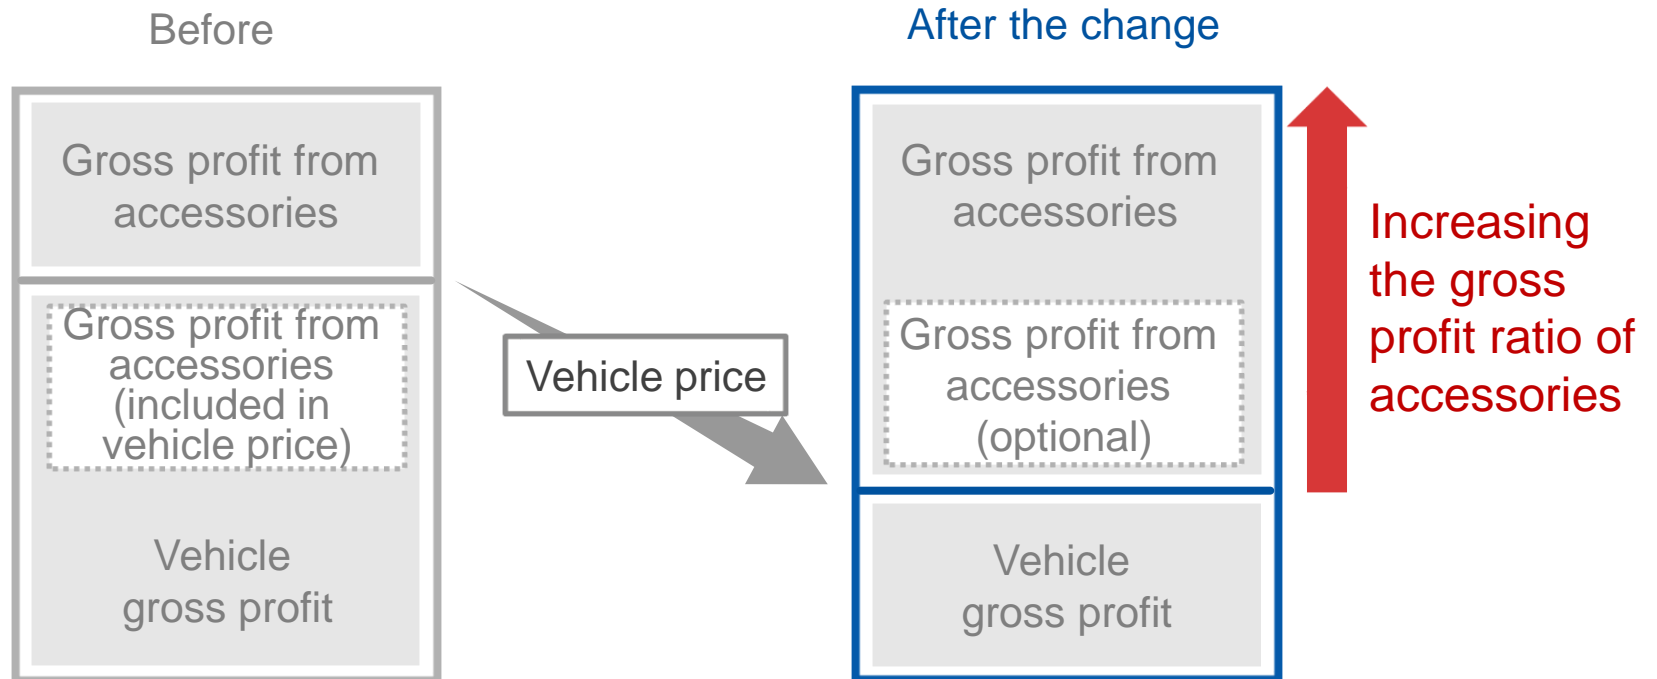 Before
Gross profit from
accessories
Gross profit from
accessories
(included in
vehicle price)
Vehicle
gross profit
Vehicle price
After the change
Gross profit from
accessories
Gross profit from
accessories
(optional)
Vehicle
gross profit
Increasing
the gross
profit ratio of
accessories